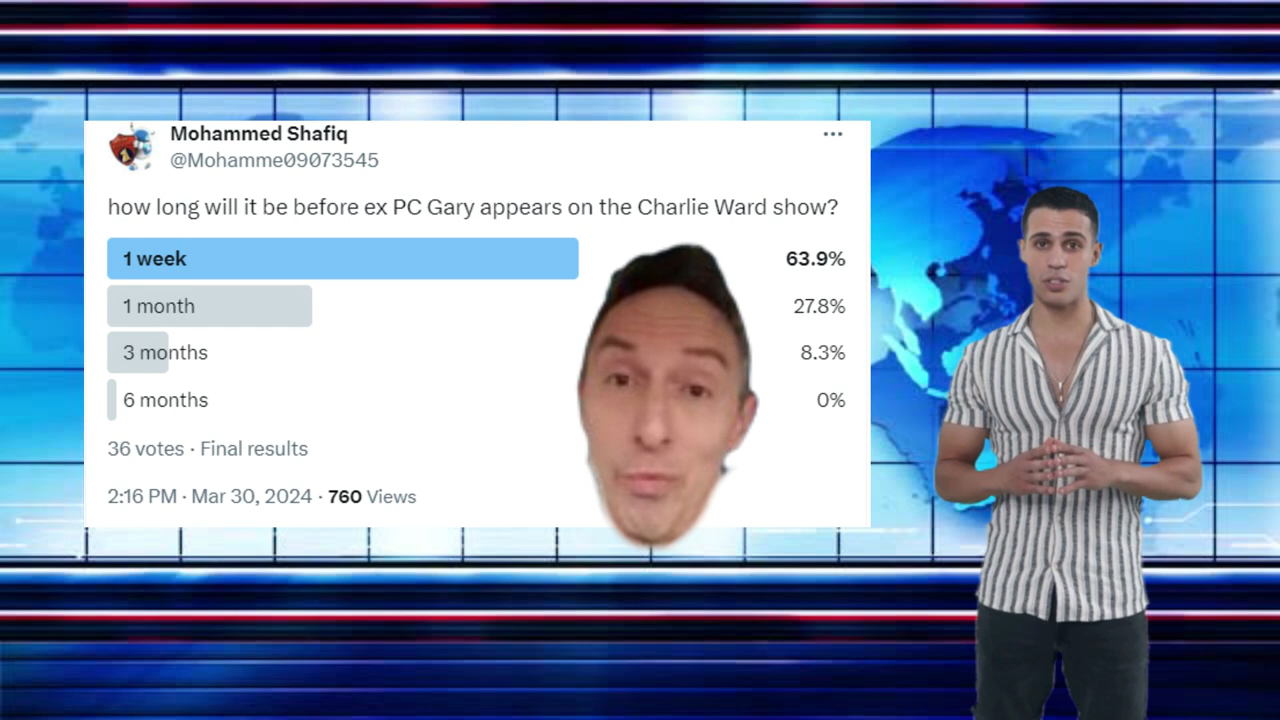 Mohammed Shafiq
@Mohamme09073545
how long will it be before ex PC Gary appears on the Charlie Ward show?
1 week 63.9%
1 month 27.8%
3 months 8.3%
6 months 0%
36 votes · Final results
2:16 PM · Mar 30, 2024 · 760 Views